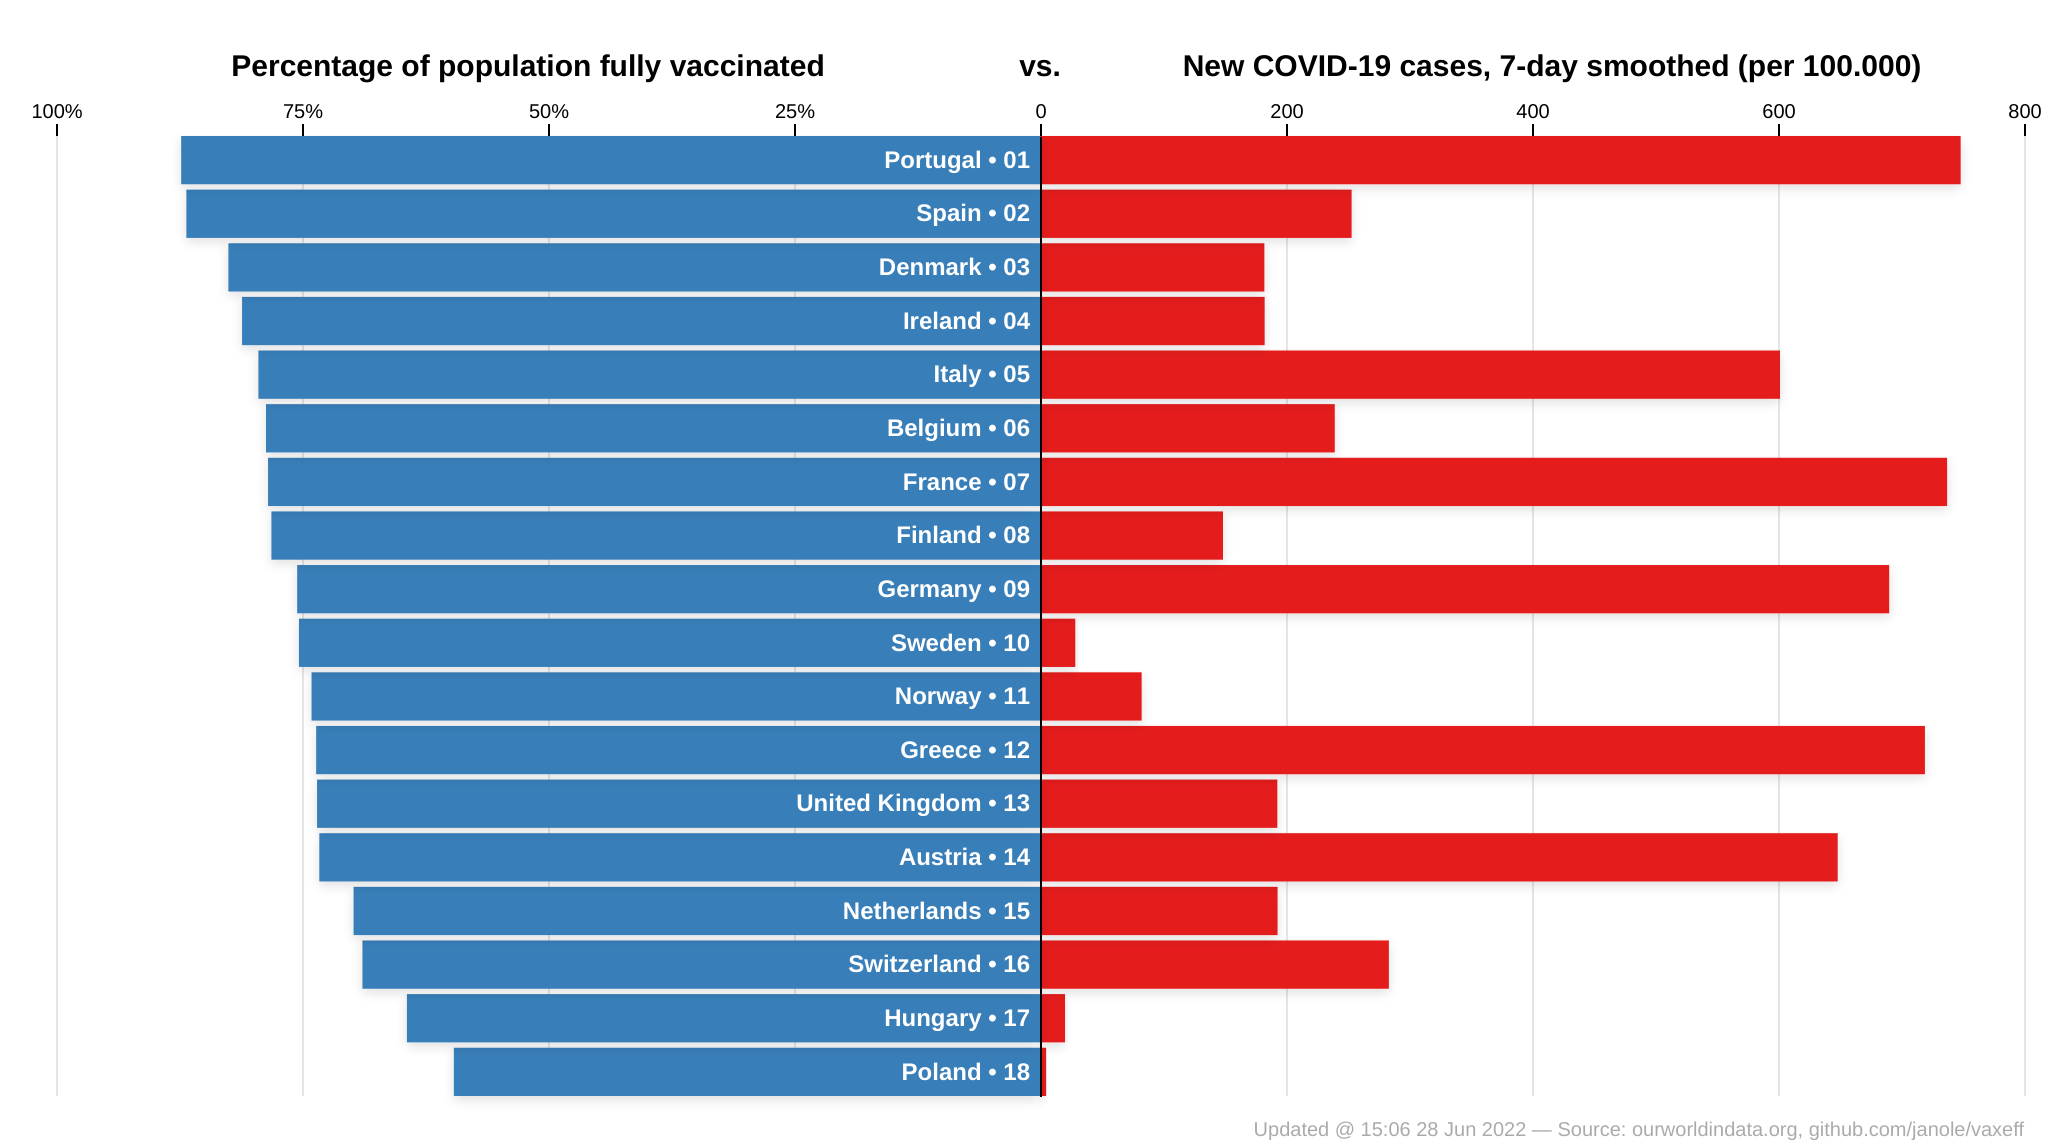 Percentage of population fully vaccinated vs. New COVID-19 cases, 7-day smoothed (per 100.000)
100% 75% 50% 25% 0 200 400 600 800
Portugal • 01
Spain • 02
Denmark • 03
Ireland • 04
Italy • 05
Belgium • 06
France • 07
Finland • 08
Germany • 09
Sweden • 10
Norway • 11
Greece • 12
United Kingdom • 13
Austria • 14
Netherlands • 15
Switzerland • 16
Hungary • 17
Poland • 18
Updated @ 15:06 28 Jun 2022 — Source: ourworldindata.org, github.com/janole/vaxeff